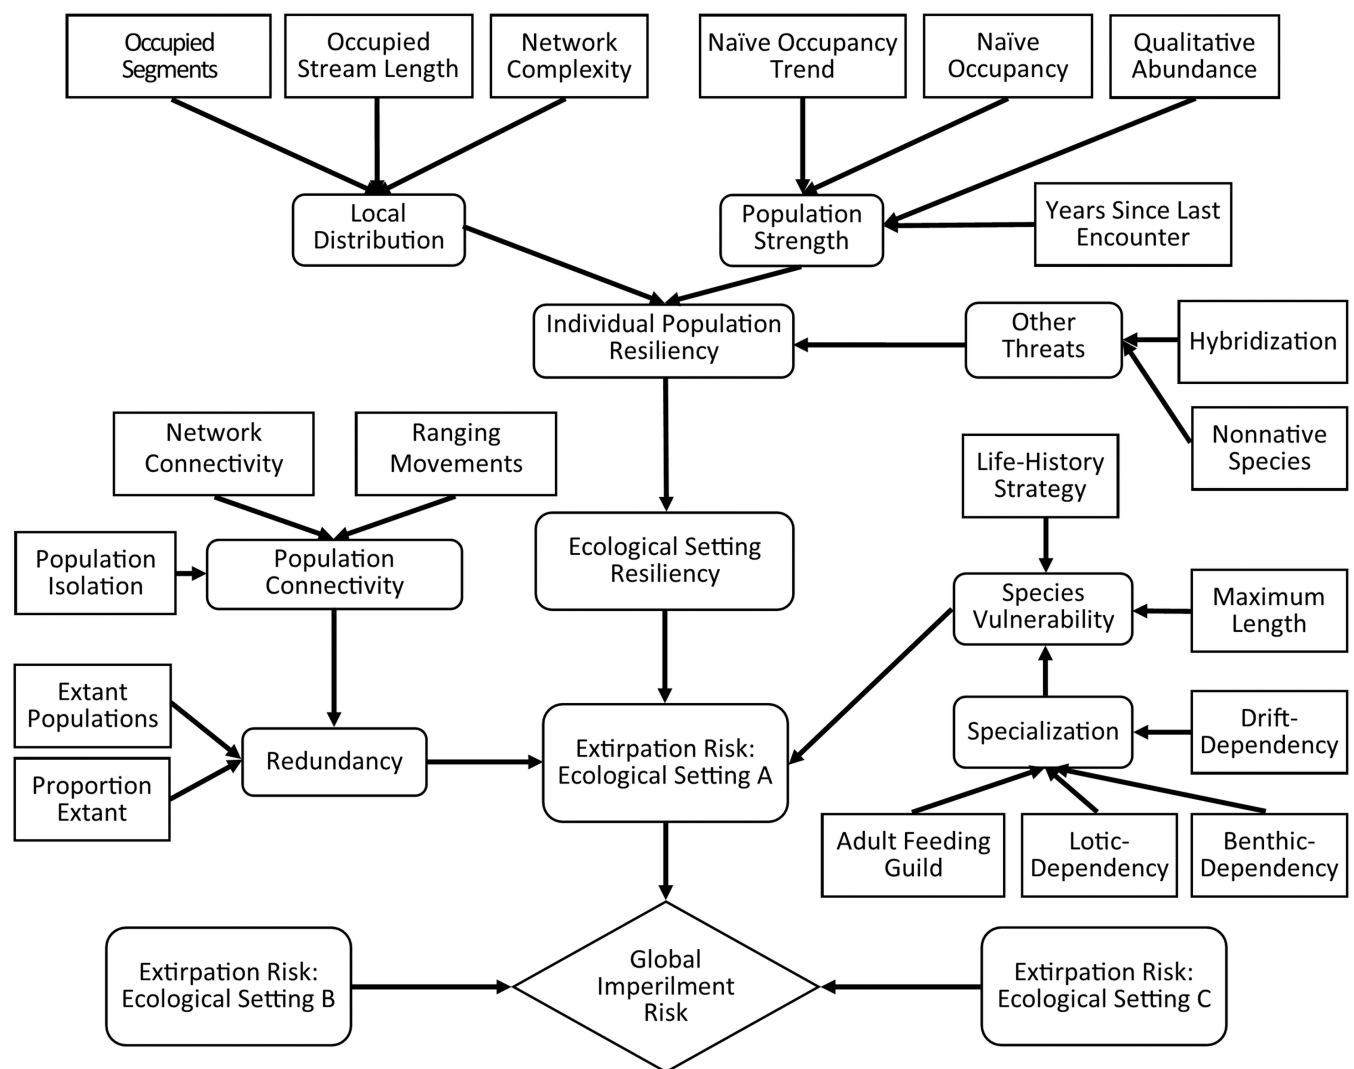 Occupied
Segments
Occupied
Stream Length
Network
Complexity
Naïve Occupancy
Trend
Naïve
Occupancy
Qualitative
Abundance
Local
Distribution
Population
Strength
Years Since Last
Encounter
Individual Population
Resiliency
Other
Threats
Hybridization
Nonnative
Species
Network
Connectivity
Ranging
Movements
Life-History
Strategy
Population
Isolation
Population
Connectivity
Ecological Setting
Resiliency
Species
Vulnerability
Maximum
Length
Extant
Populations
Proportion
Extant
Redundancy
Extirpation Risk:
Ecological Setting A
Specialization
Drift-
Dependency
Adult Feeding
Guild
Lotic-
Dependency
Benthic-
Dependency
Extirpation Risk:
Ecological Setting B
Global
Imperilment
Risk
Extirpation Risk:
Ecological Setting C